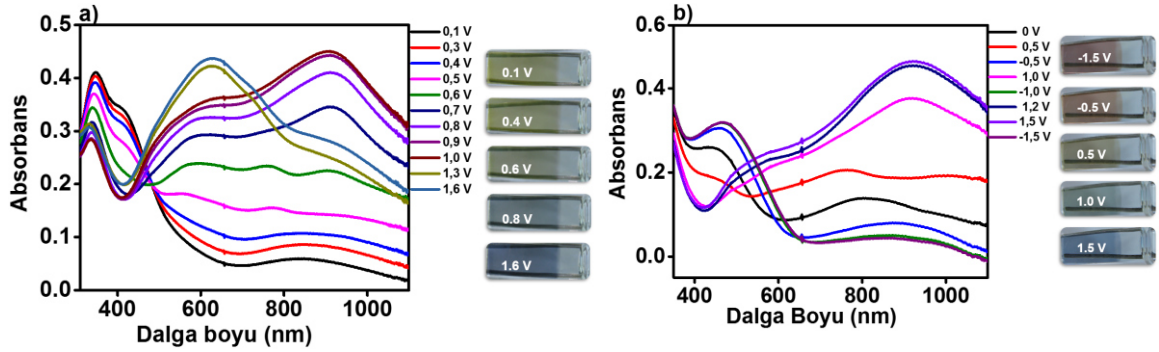 a)
Absorbans
0.5
0.4
0.3
0.2
0.1
0.0
400
600
800
1000
Dalga boyu (nm)
0,1 V
0,3 V
0,4 V
0,5 V
0,6 V
0,7 V
0,8 V
0,9 V
1,0 V
1,3 V
1,6 V
0.1 V
0.4 V
0.6 V
0.8 V
1.6 V
b)
Absorbans
0.6
0.4
0.2
0.0
400
600
800
1000
Dalga Boyu (nm)
0 V
0,5 V
-0,5 V
1,0 V
-1,0 V
1,2 V
1,5 V
-1,5 V
-1.5 V
-0.5 V
0.5 V
1.0 V
1.5 V